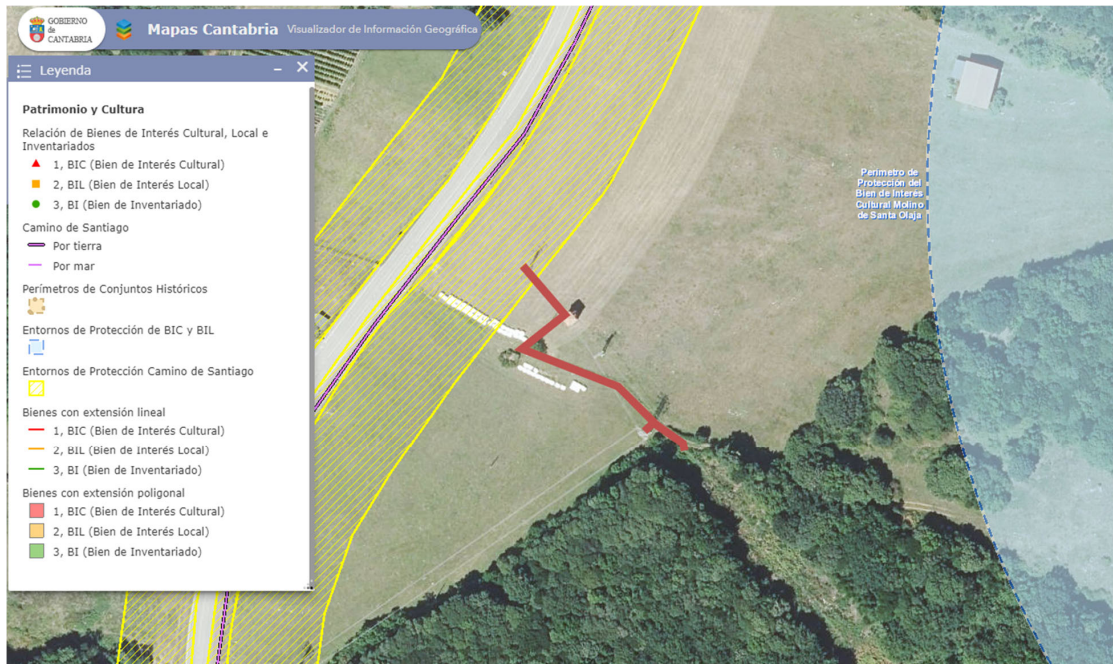 GOBIERNO
de
CANTABRIA
Mapas Cantabria Visualizador de Información Geográfica
Leyenda
Patrimonio y Cultura
Relación de Bienes de Interés Cultural, Local e
Inventariados
1, BIC (Bien de Interés Cultural)
2, BIL (Bien de Interés Local)
3, BI (Bien de Inventariado)
Camino de Santiago
Por tierra
Por mar
Perímetros de Conjuntos Históricos
Entornos de Protección de BIC y BIL
Entornos de Protección Camino de Santiago
Bienes con extensión lineal
1, BIC (Bien de Interés Cultural)
2, BIL (Bien de Interés Local)
3, BI (Bien de Inventariado)
Bienes con extensión poligonal
1, BIC (Bien de Interés Cultural)
2, BIL (Bien de Interés Local)
3, BI (Bien de Inventariado)
Perímetro de
Protección del
Bien de Interés
Cultural Molino
de Santa Olaja